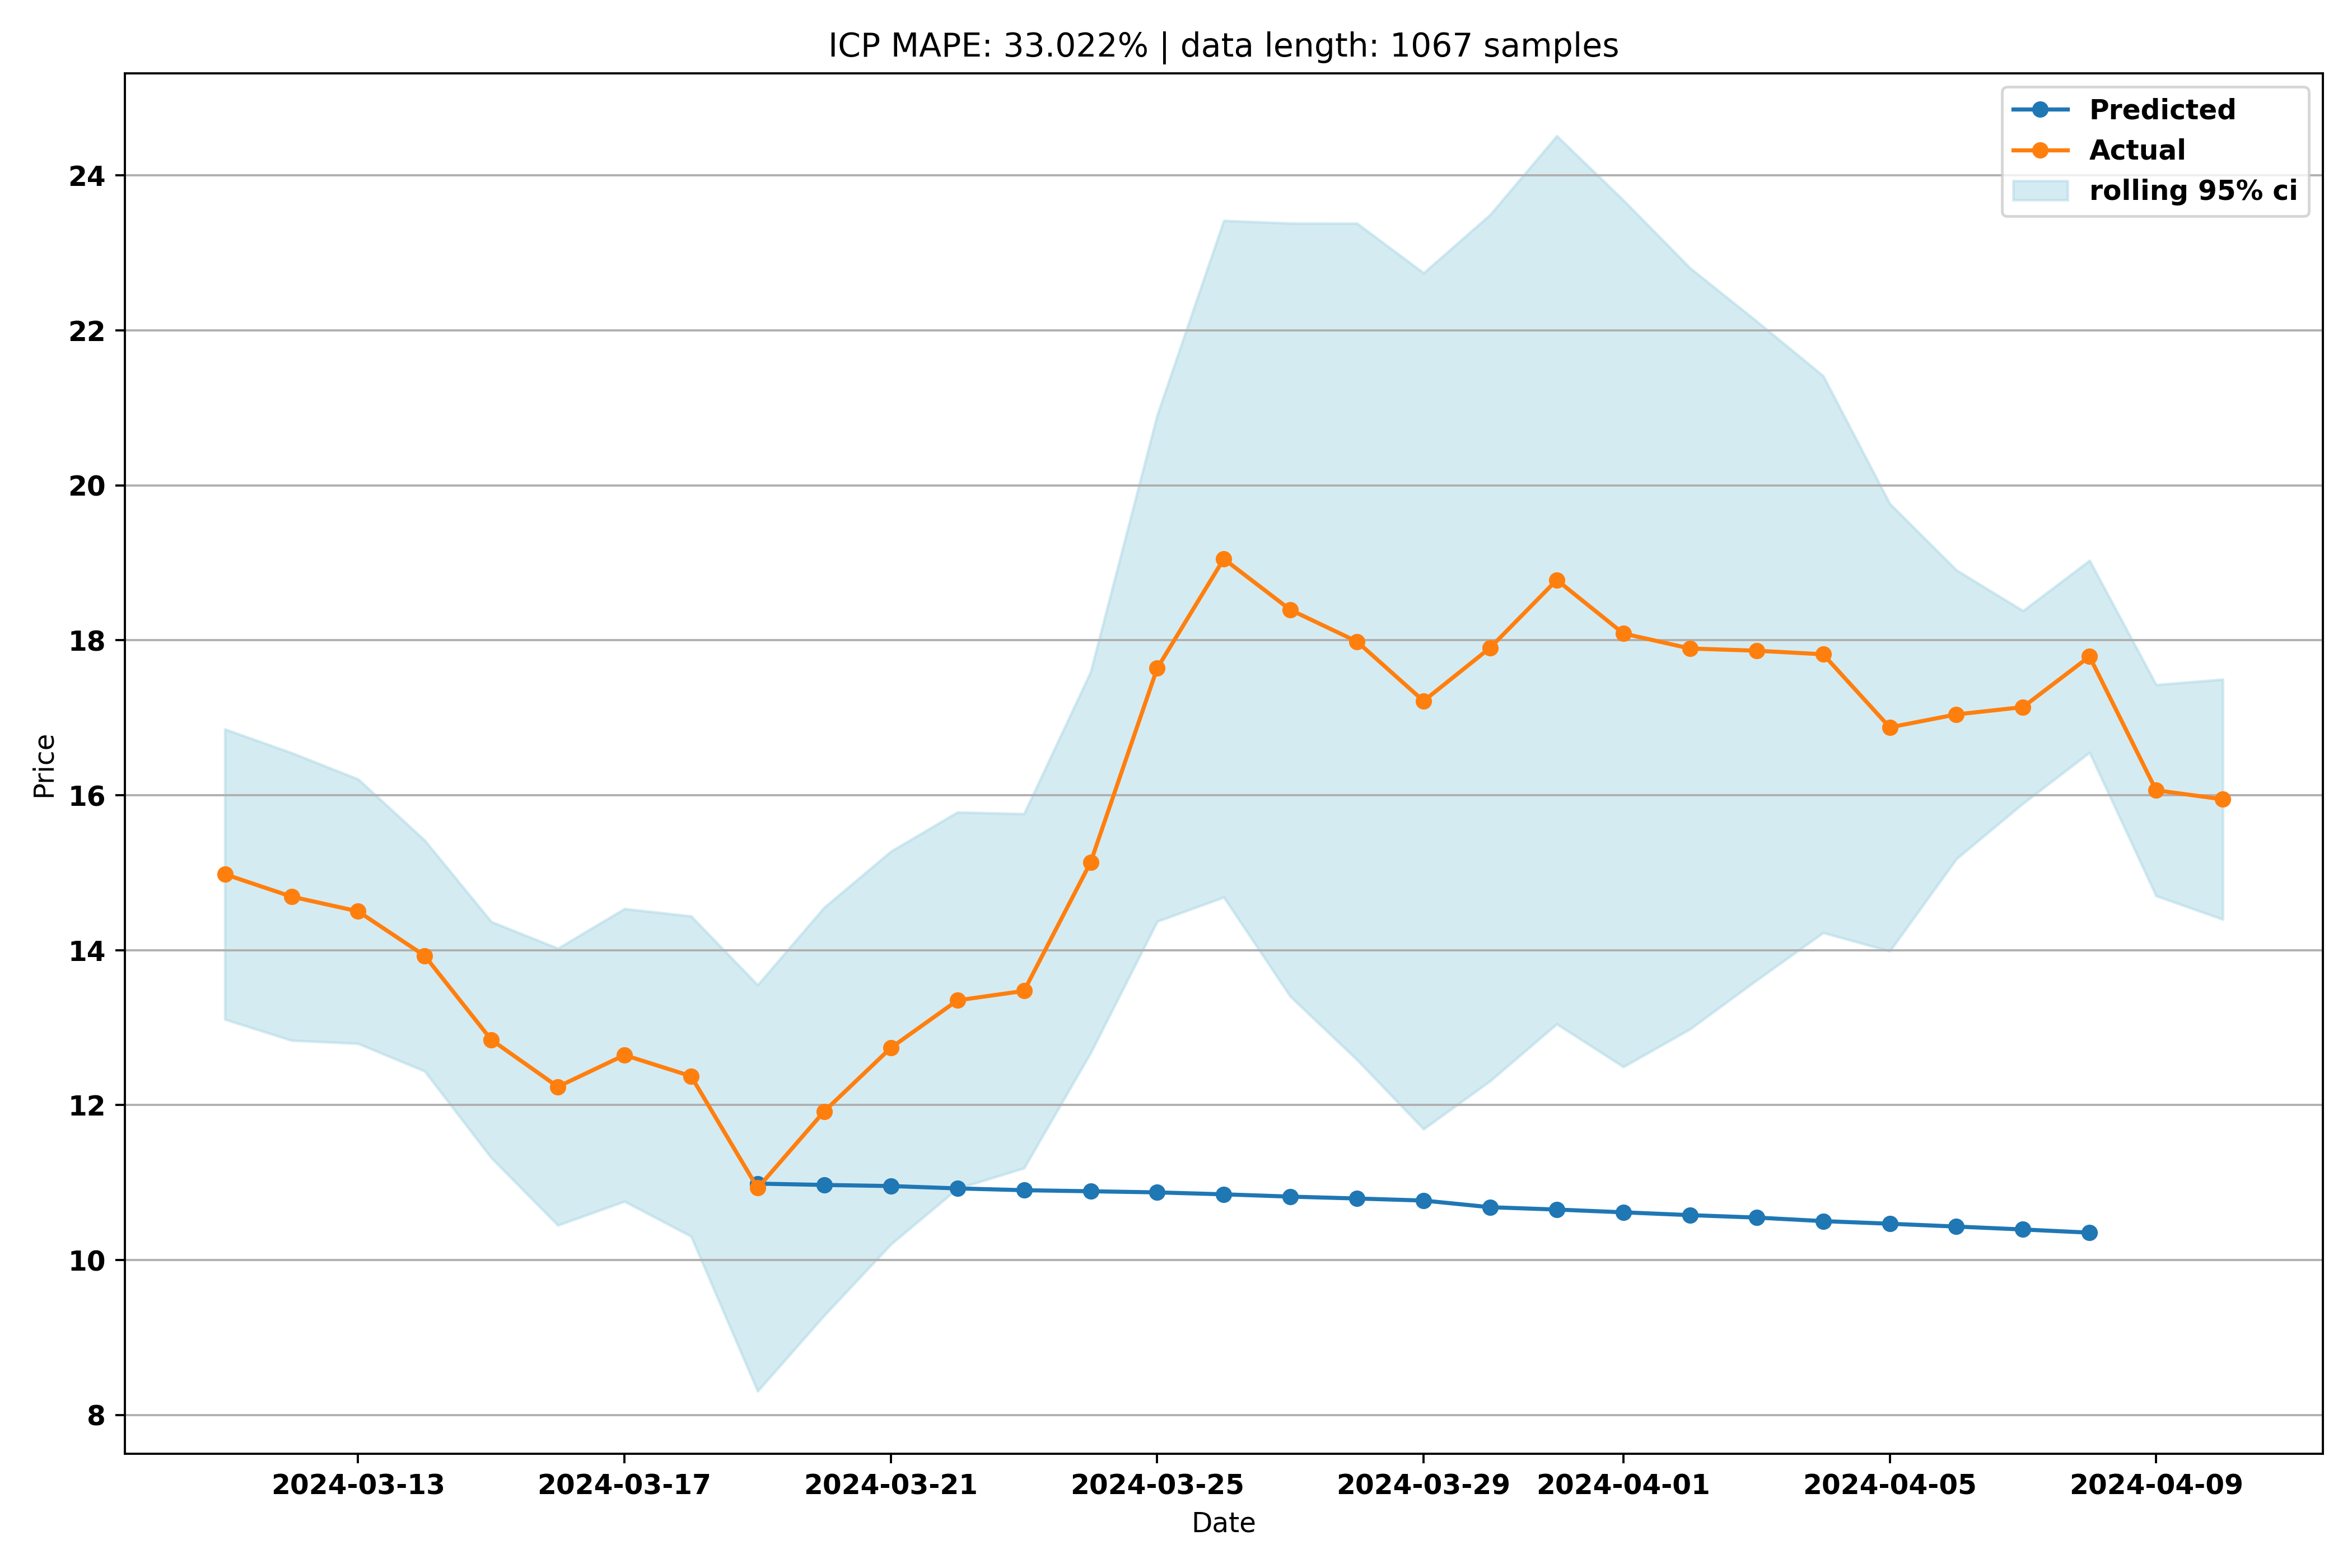 ICP MAPE: 33.022% | data length: 1067 samples
Predicted
Actual
rolling 95% ci
24
22
20
18
16
14
12
10
8
Price
2024-03-13 2024-03-17 2024-03-21 2024-03-25 2024-03-29 2024-04-01 2024-04-05 2024-04-09
Date